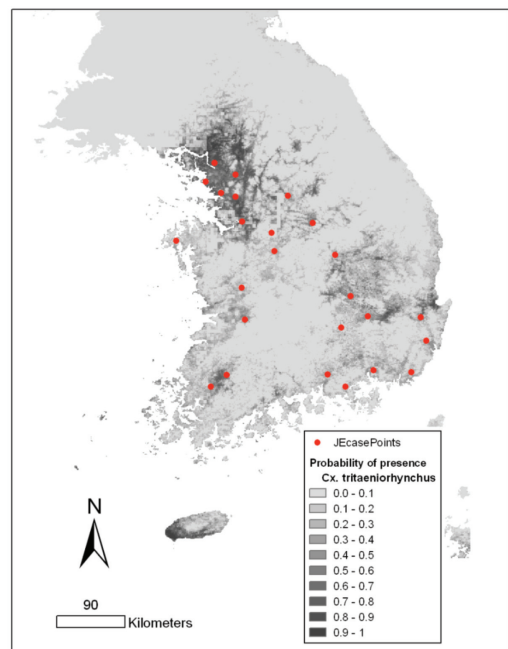 JEcasePoints
Probability of presence
Cx. tritaeniorhynchus
0.0 - 0.1
0.1 - 0.2
0.2 - 0.3
0.3 - 0.4
0.4 - 0.5
0.5 - 0.6
0.6 - 0.7
0.7 - 0.8
0.8 - 0.9
0.9 - 1
N
90
Kilometers